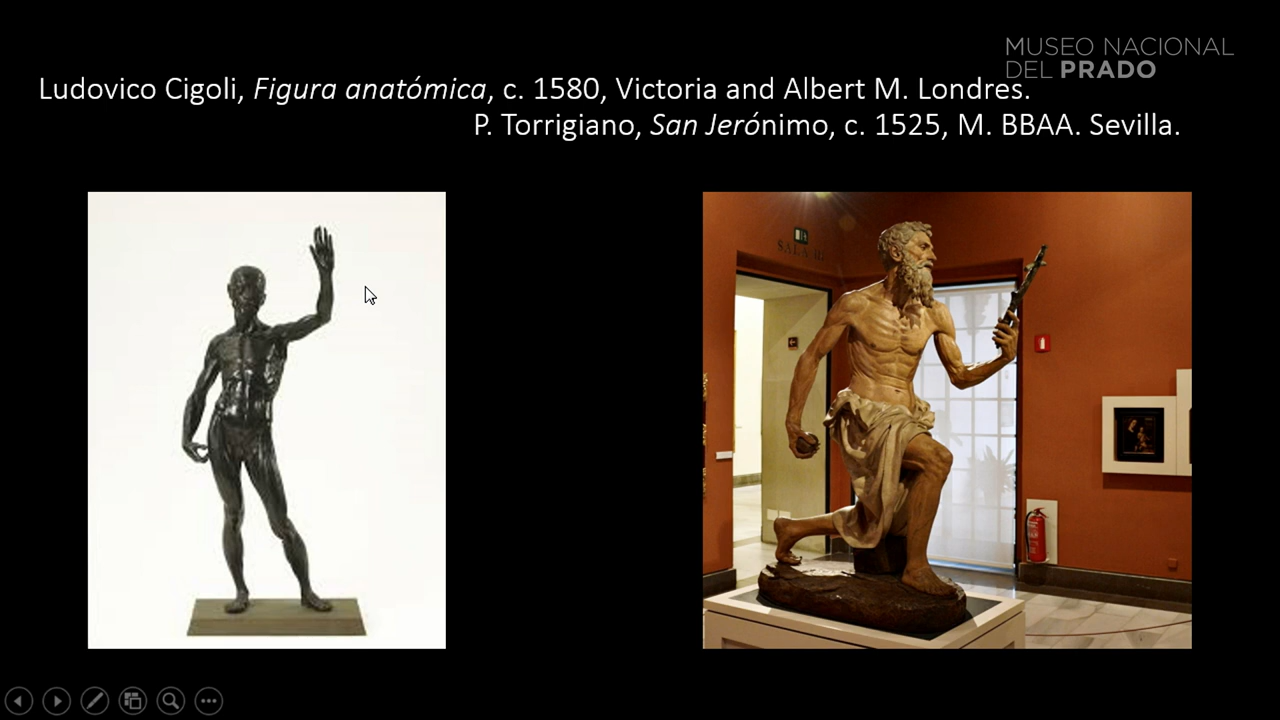 MUSEO NACIONAL
DEL PRADO
Ludovico Cigoli, Figura anatómica, c. 1580, Victoria and Albert M. Londres.
P. Torrigiano, San Jerónimo, c. 1525, M. BBAA. Sevilla.
SALA III